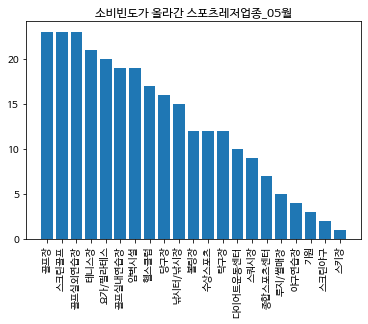 소비빈도가 올라간 스포츠레저업종_05월
20
15
10
5
0
골프장
스크린골프
골프실외연습장
테니스장
요가/필라테스
골프실내연습장
암벽시설
헬스클럽
당구장
낚시터/낚시장
볼링장
수상스포츠
탁구장
다이어트운동센터
스쿼시장
종합스포츠센터
루지/썰매장
야구연습장
기원
스크린야구
스키장